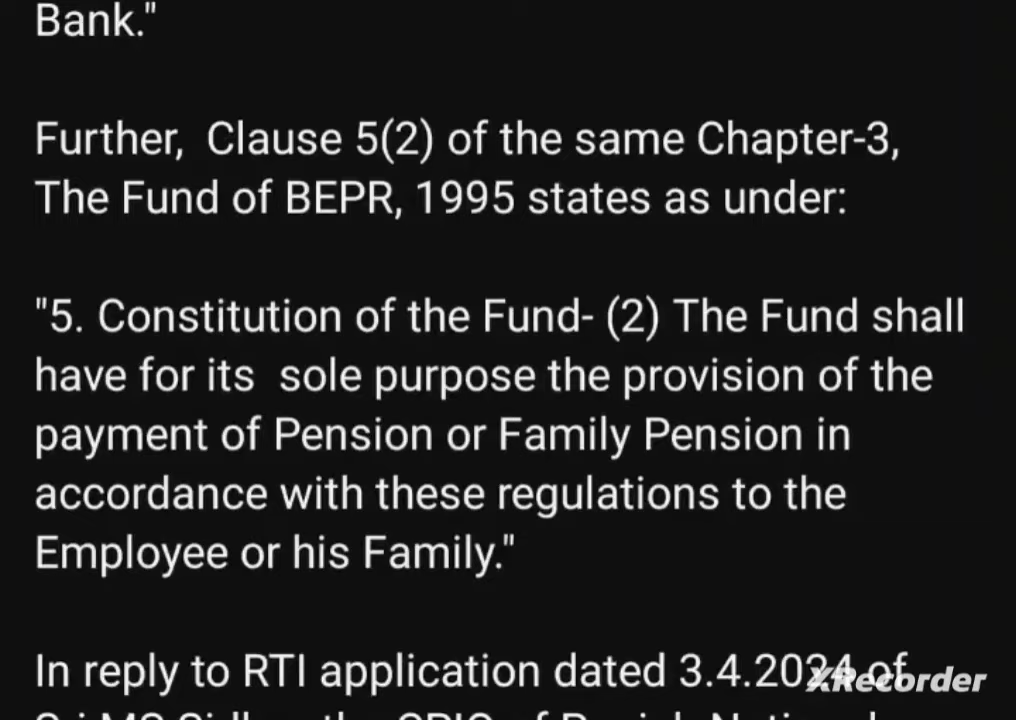 Bank."
Further,  Clause 5(2) of the same Chapter-3,
The Fund of BEPR, 1995 states as under:
"5. Constitution of the Fund- (2) The Fund shall
have for its  sole purpose the provision of the
payment of Pension or Family Pension in
accordance with these regulations to the
Employee or his Family."
In reply to RTI application dated 3.4.2024 of
XRecorder